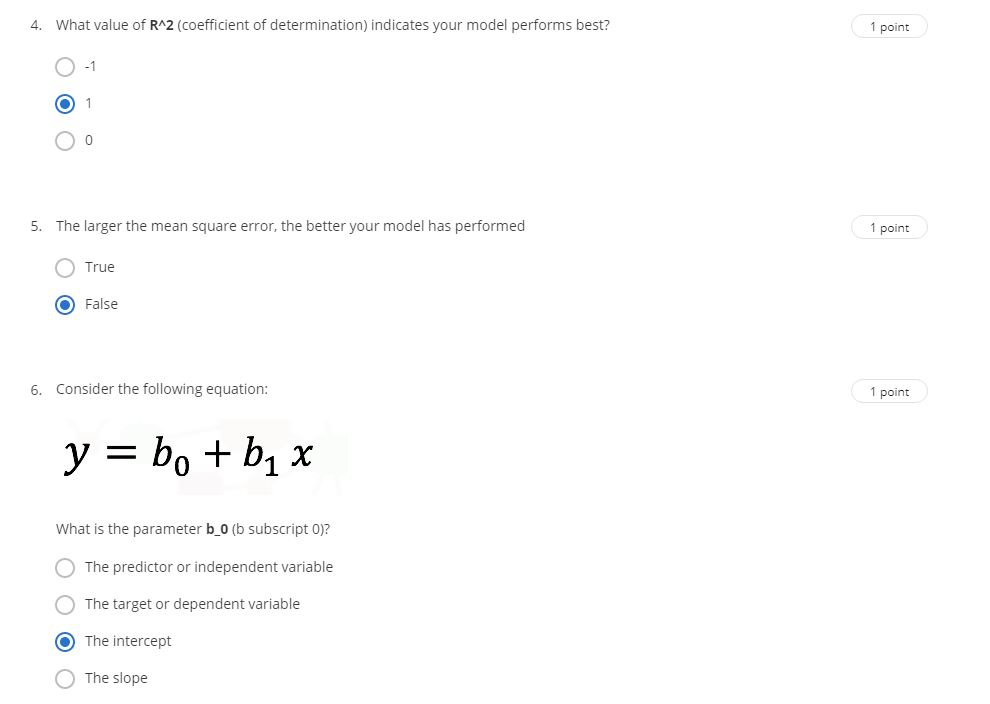 4. What value of R^2 (coefficient of determination) indicates your model performs best?
1 point
-1
1
0
5. The larger the mean square error, the better your model has performed
1 point
True
False
6. Consider the following equation:
1 point
y = b₀ + b₁ x
What is the parameter b_0 (b subscript 0)?
The predictor or independent variable
The target or dependent variable
The intercept
The slope